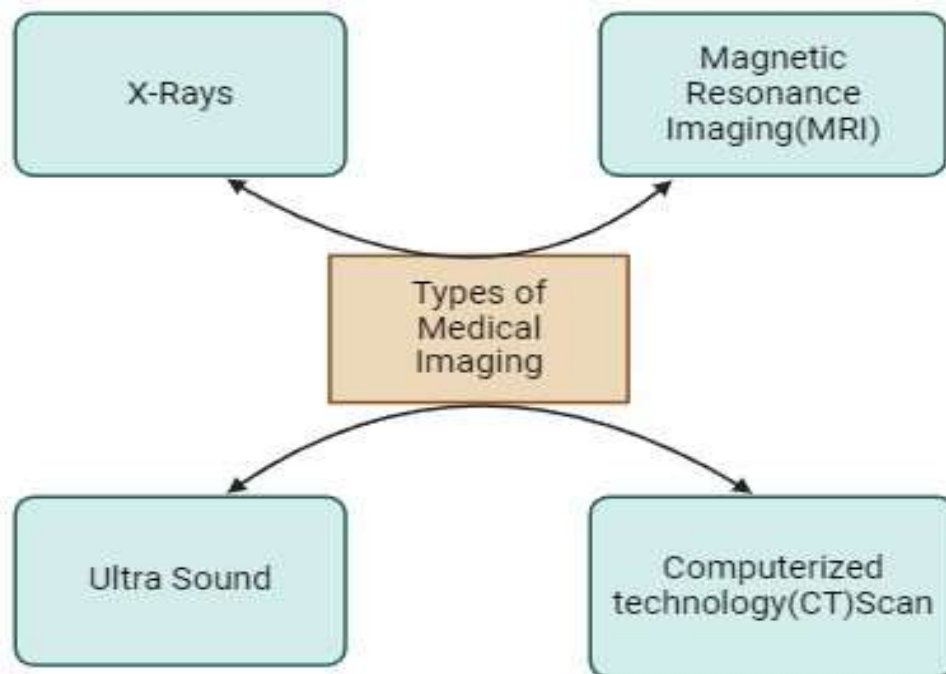 X-Rays
Magnetic
Resonance
Imaging(MRI)
Types of
Medical
Imaging
Ultra Sound
Computerized
technology(CT)Scan